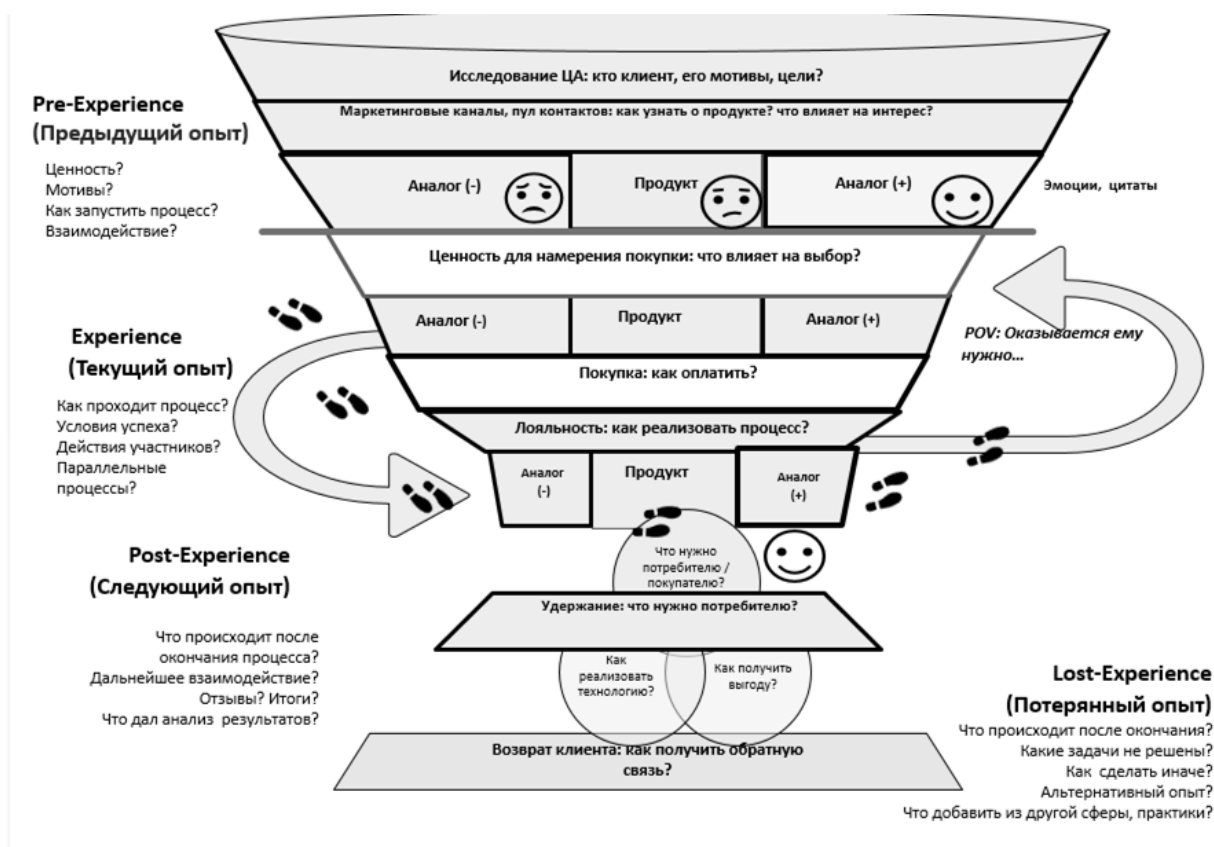 Исследование ЦА: кто клиент, его мотивы, цели?
Pre-Experience
(Предыдущий опыт)
Маркетинговые каналы, пул контактов: как узнать о продукте? что влияет на интерес?
Ценность?
Мотивы?
Как запустить процесс?
Взаимодействие?
Аналог (-)
Продукт
Аналог (+)
Эмоции, цитаты
Ценность для намерения покупки: что влияет на выбор?
Аналог (-)
Продукт
Аналог (+)
POV: Оказывается ему
нужно...
Experience
(Текущий опыт)
Как проходит процесс?
Условия успеха?
Действия участников?
Параллельные
процессы?
Покупка: как оплатить?
Лояльность: как реализовать процесс?
Аналог
(-)
Продукт
Аналог
(+)
Post-Experience
(Следующий опыт)
Что происходит после
окончания процесса?
Дальнейшее взаимодействие?
Отзывы? Итоги?
Что дал анализ результатов?
Что нужно
потребителю /
покупателю?
Удержание: что нужно потребителю?
Как
реализовать
технологию?
Как получить
выгоду?
Возврат клиента: как получить обратную
связь?
Lost-Experience
(Потерянный опыт)
Что происходит после окончания?
Какие задачи не решены?
Как сделать иначе?
Альтернативный опыт?
Что добавить из другой сферы, практики?